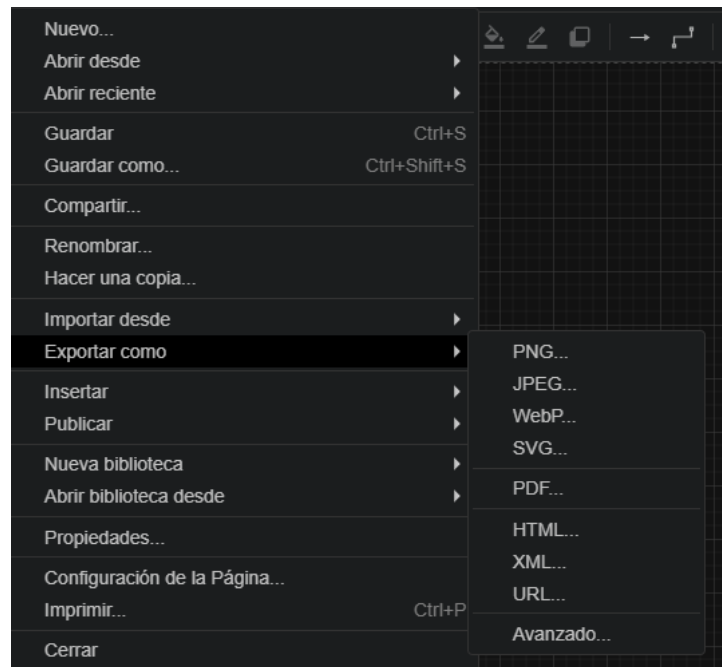 Nuevo...
Abrir desde
Abrir reciente
Guardar Ctrl+S
Guardar como... Ctrl+Shift+S
Compartir...
Renombrar...
Hacer una copia...
Importar desde
Exportar como
Insertar
Publicar
Nueva biblioteca
Abrir biblioteca desde
Propiedades...
Configuración de la Página...
Imprimir... Ctrl+P
Cerrar
PNG...
JPEG...
WebP...
SVG...
PDF...
HTML...
XML...
URL...
Avanzado...